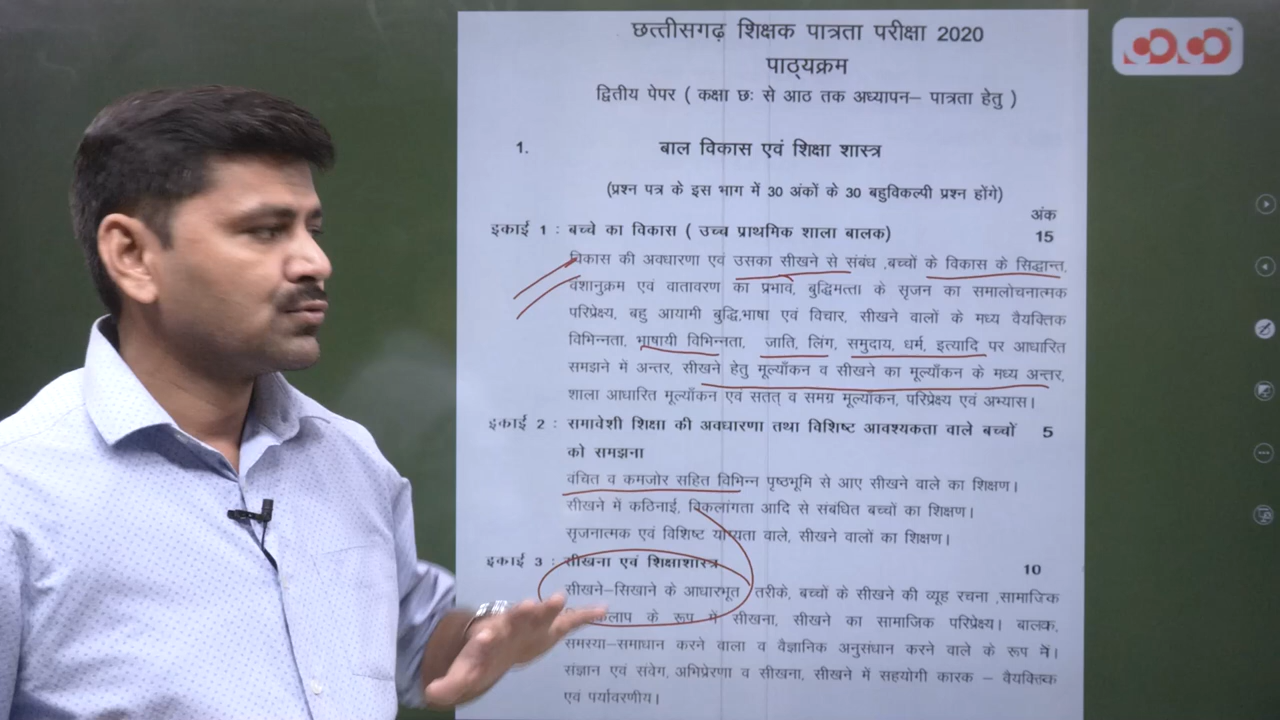 छत्तीसगढ़ शिक्षक पात्रता परीक्षा 2020
पाठ्यक्रम
द्वितीय पेपर ( कक्षा छः से आठ तक अध्यापन– पात्रता हेतु )
1. बाल विकास एवं शिक्षा शास्त्र
(प्रश्न पत्र के इस भाग में 30 अंकों के 30 बहुविकल्पी प्रश्न होंगे)
अंक
इकाई 1 : बच्चे का विकास ( उच्च प्राथमिक शाला बालक) 15
विकास की अवधारणा एवं उसका सीखने से संबंध ,बच्चों के विकास के सिद्धान्त,
वंशानुक्रम एवं वातावरण का प्रभाव, बुद्धिमत्ता के सृजन का समालोचनात्मक
परिप्रेक्ष्य, बहु आयामी बुद्धि,भाषा एवं विचार, सीखने वालों के मध्य वैयक्तिक
विभिन्नता, भाषायी विभिन्नता, जाति, लिंग, समुदाय, धर्म, इत्यादि पर आधारित
समझने में अन्तर, सीखने हेतु मूल्याँकन व सीखने का मूल्याँकन के मध्य अन्तर,
शाला आधारित मूल्याँकन एवं सतत् व समग्र मूल्याँकन, परिप्रेक्ष्य एवं अभ्यास।
इकाई 2 : समावेशी शिक्षा की अवधारणा तथा विशिष्ट आवश्यकता वाले बच्चों 5
को समझना
वंचित व कमजोर सहित विभिन्न पृष्ठभूमि से आए सीखने वाले का शिक्षण।
सीखने में कठिनाई, विकलांगता आदि से संबंधित बच्चों का शिक्षण।
सृजनात्मक एवं विशिष्ट योग्यता वाले, सीखने वालों का शिक्षण।
इकाई 3 : सीखना एवं शिक्षाशास्त्र 10
सीखने–सिखाने के आधारभूत तरीके, बच्चों के सीखने की व्यूह रचना ,सामाजिक
के रूप में सीखना, सीखने का सामाजिक परिप्रेक्ष्य। बालक,
समस्या–समाधान करने वाला व वैज्ञानिक अनुसंधान करने वाले के रूप में।
संज्ञान एवं संवेग, अभिप्रेरणा व सीखना, सीखने में सहयोगी कारक – वैयक्तिक
एवं पर्यावरणीय।